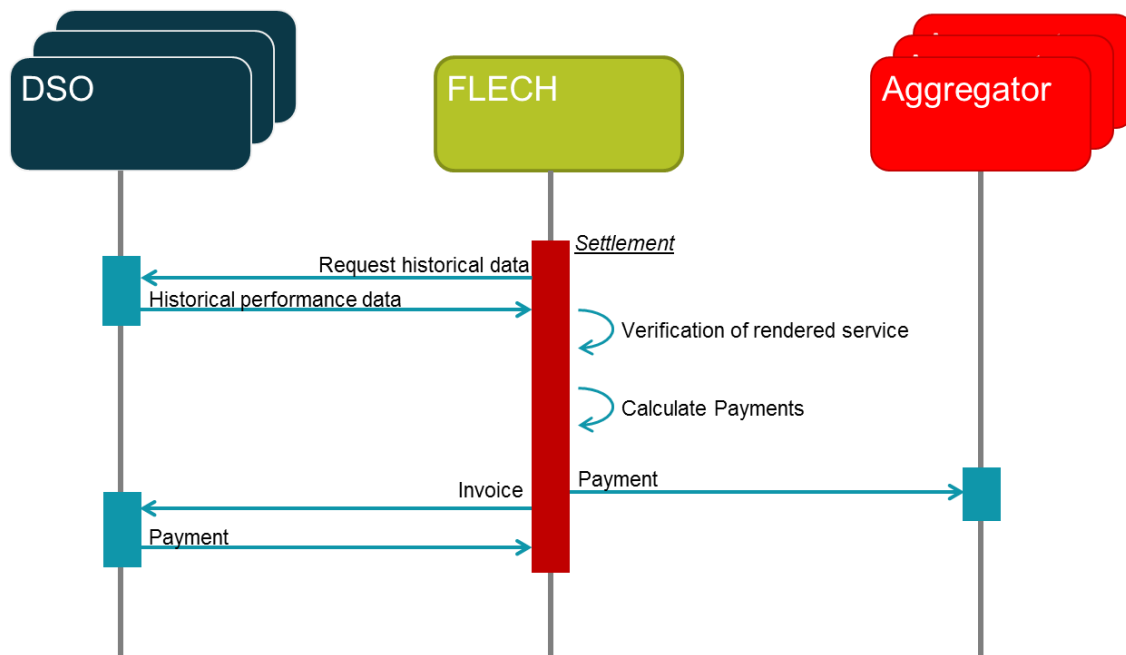 DSO
FLECH
Aggregator
Settlement
Request historical data
Historical performance data
Verification of rendered service
Calculate Payments
Payment
Invoice
Payment